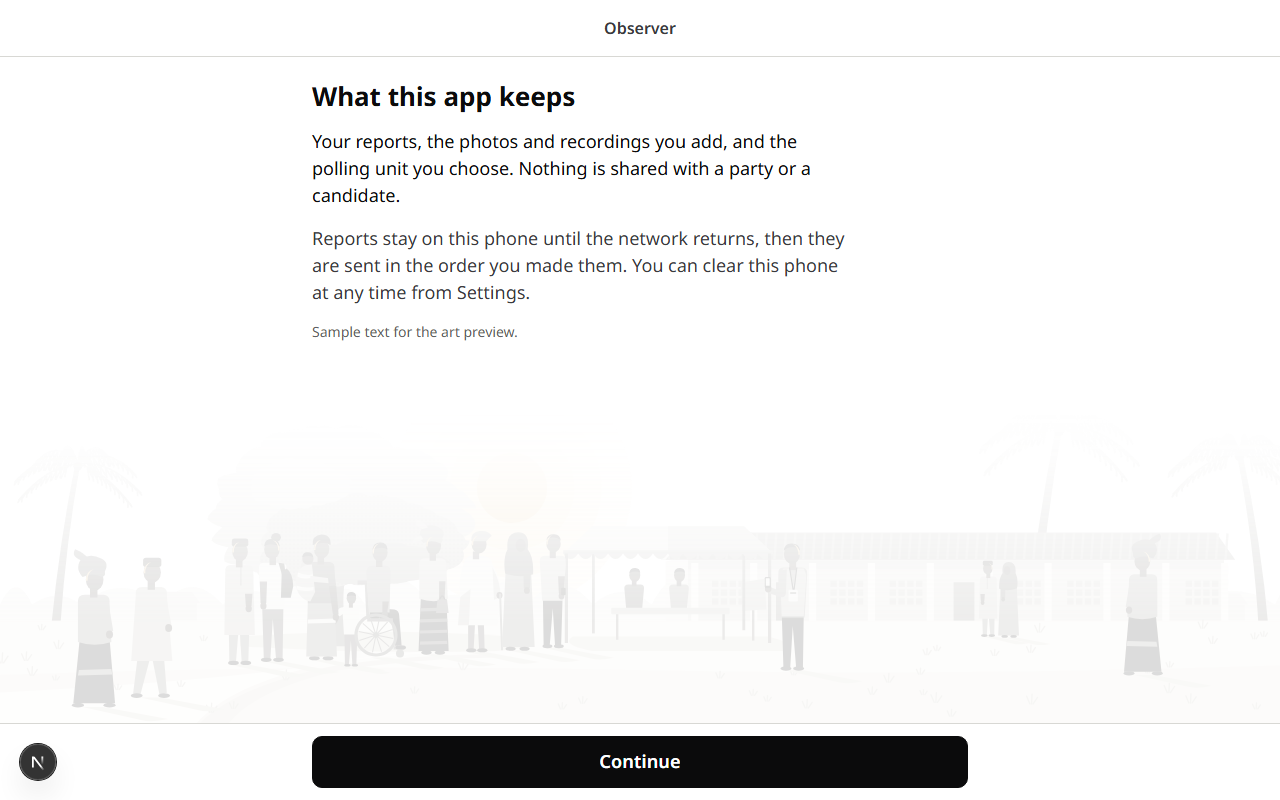 Observer
What this app keeps
Your reports, the photos and recordings you add, and the
polling unit you choose. Nothing is shared with a party or a
candidate.
Reports stay on this phone until the network returns, then they
are sent in the order you made them. You can clear this phone
at any time from Settings.
Sample text for the art preview.
N
Continue